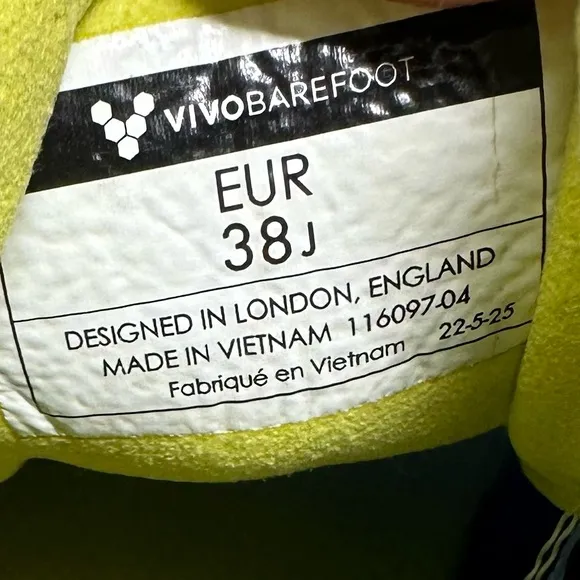 VIVOBAREFOOT
EUR
38J
DESIGNED IN LONDON, ENGLAND
MADE IN VIETNAM 116097-04
Fabriqué en Vietnam 22-5-25